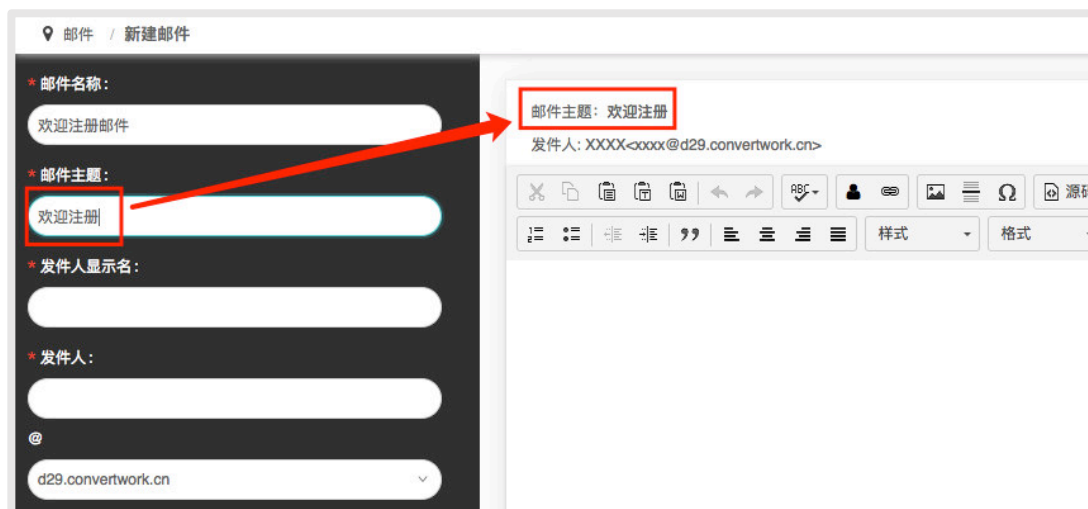 邮件 / 新建邮件
* 邮件名称：
欢迎注册邮件
* 邮件主题：
欢迎注册
* 发件人显示名：
* 发件人：
@
d29.convertwork.cn
邮件主题：欢迎注册
发件人: XXXX<xxxx@d29.convertwork.cn>
ABC
Ω
源码
样式
格式